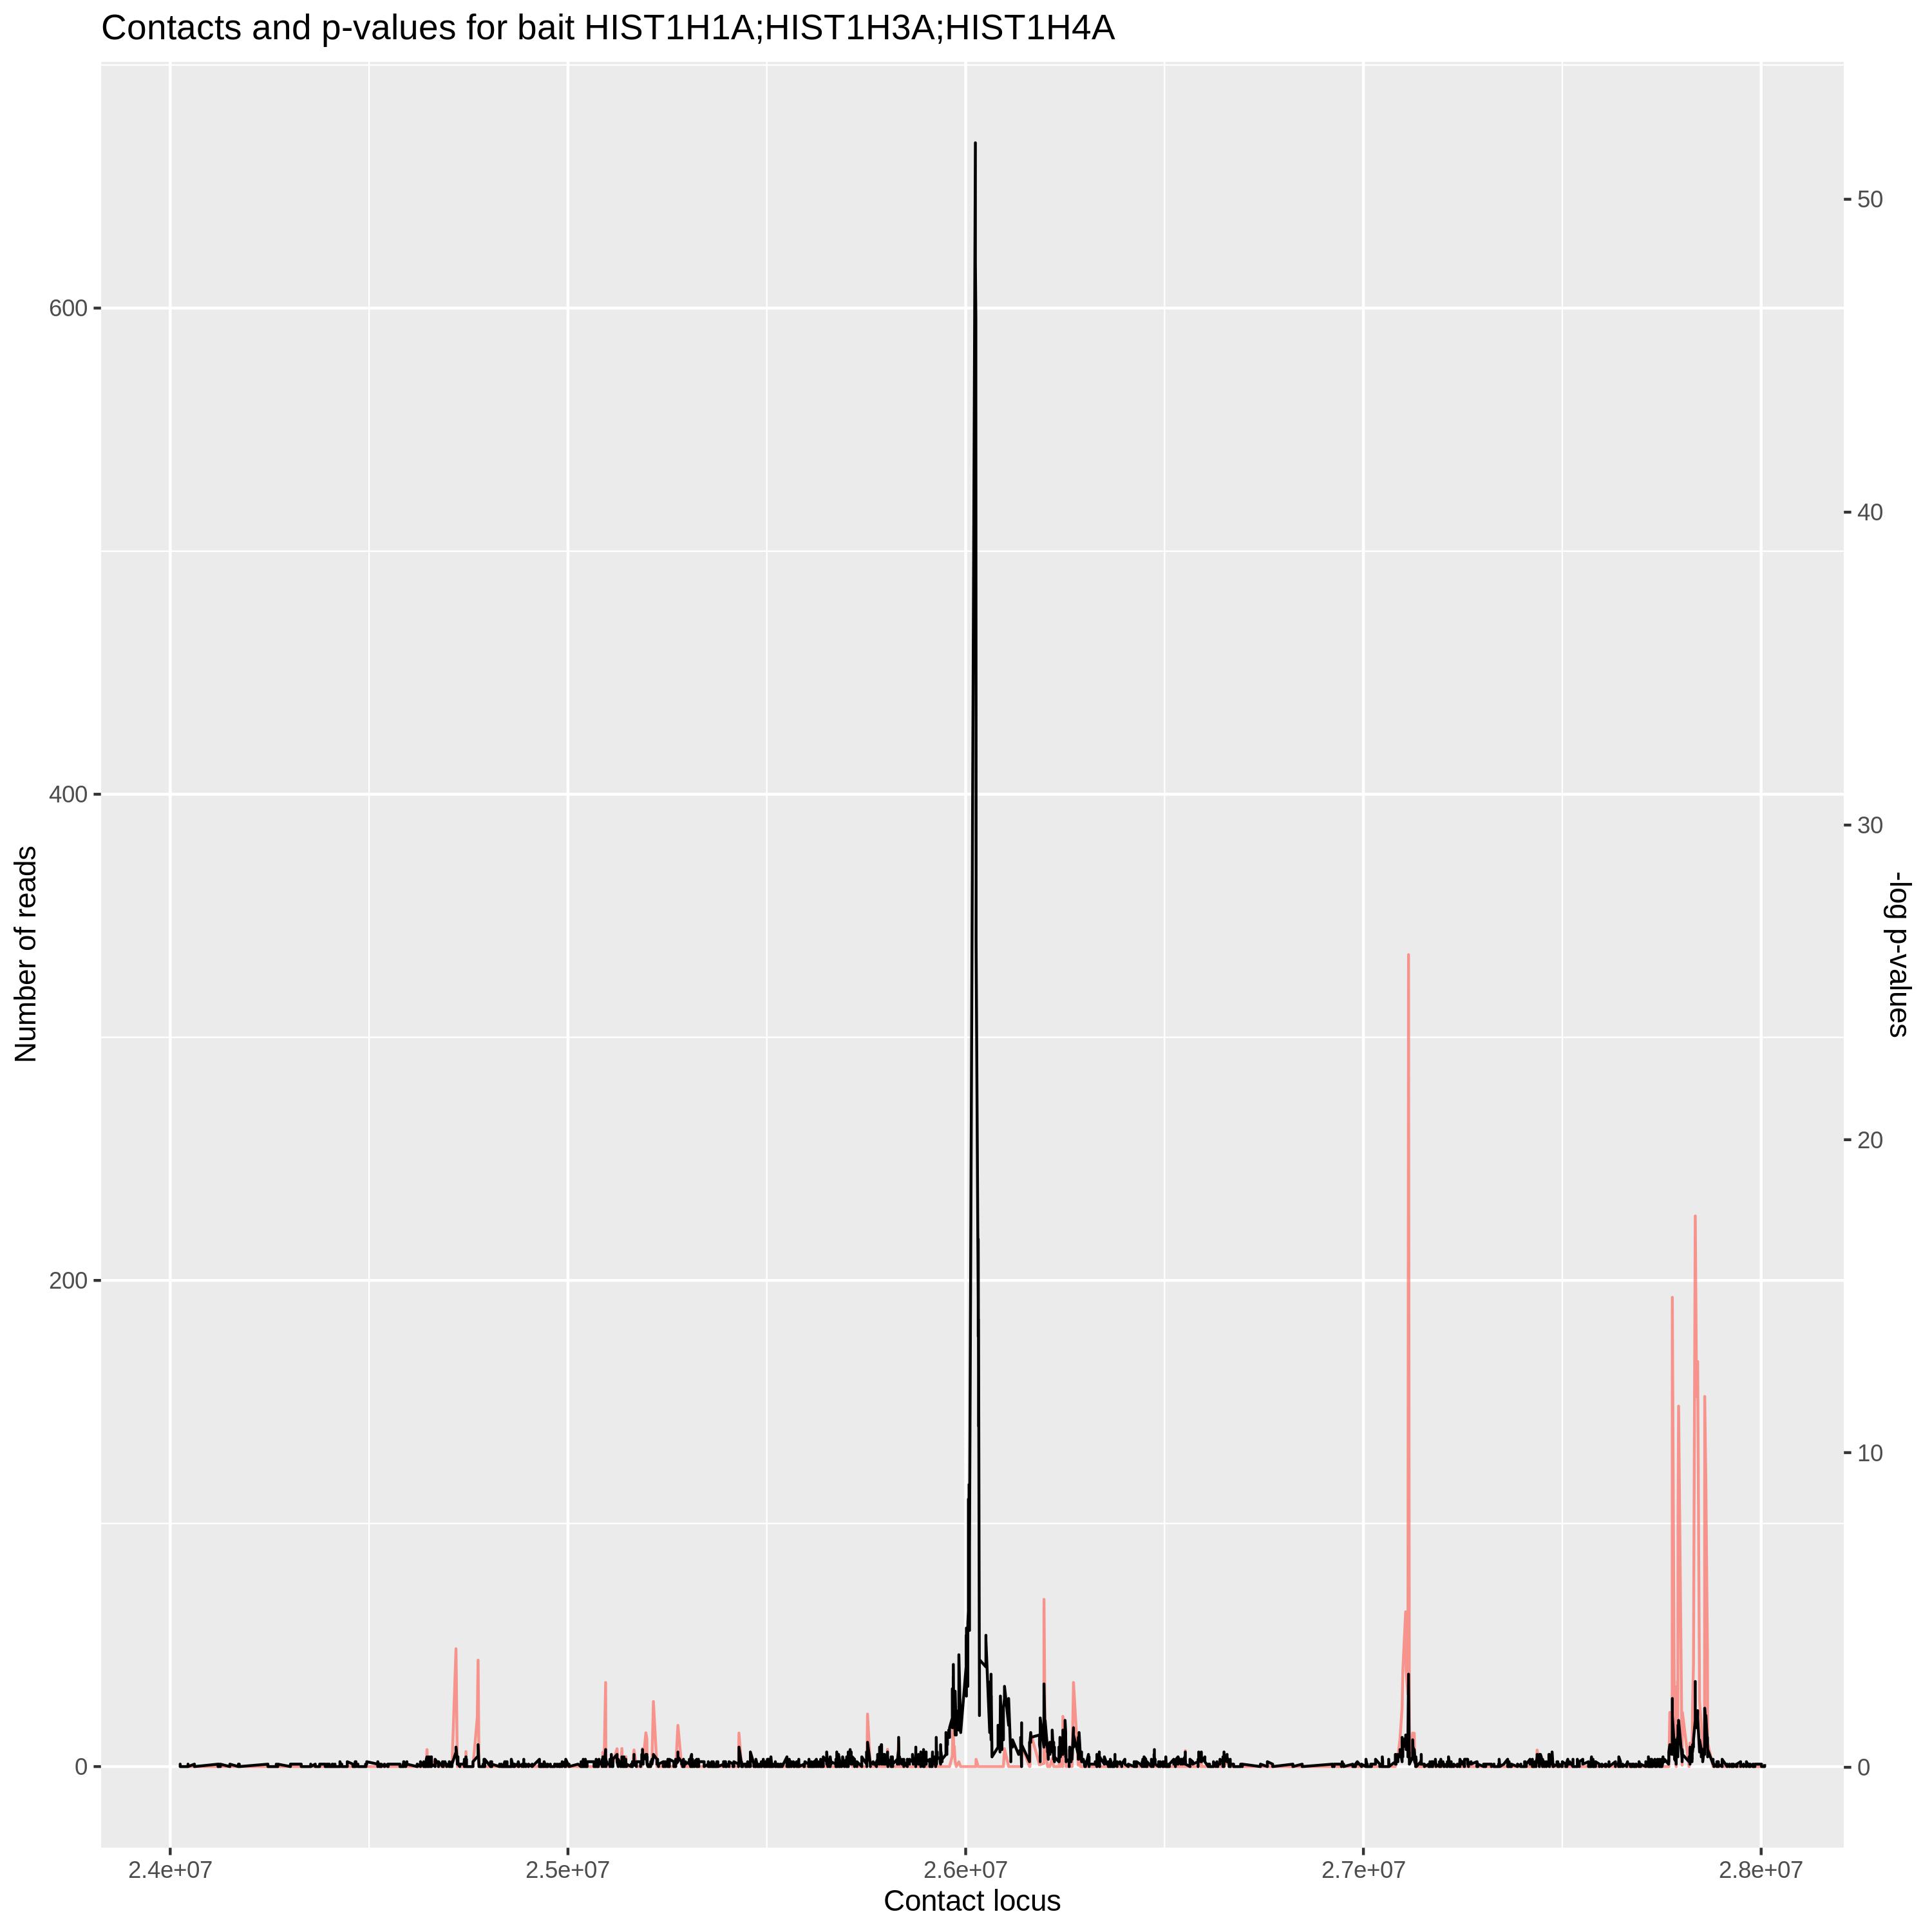 Contacts and p-values for bait HIST1H1A;HIST1H3A;HIST1H4A
Number of reads
600
400
200
0
50
40
30
20
10
0
-log p-values
2.4e+07
2.5e+07
2.6e+07
2.7e+07
2.8e+07
Contact locus